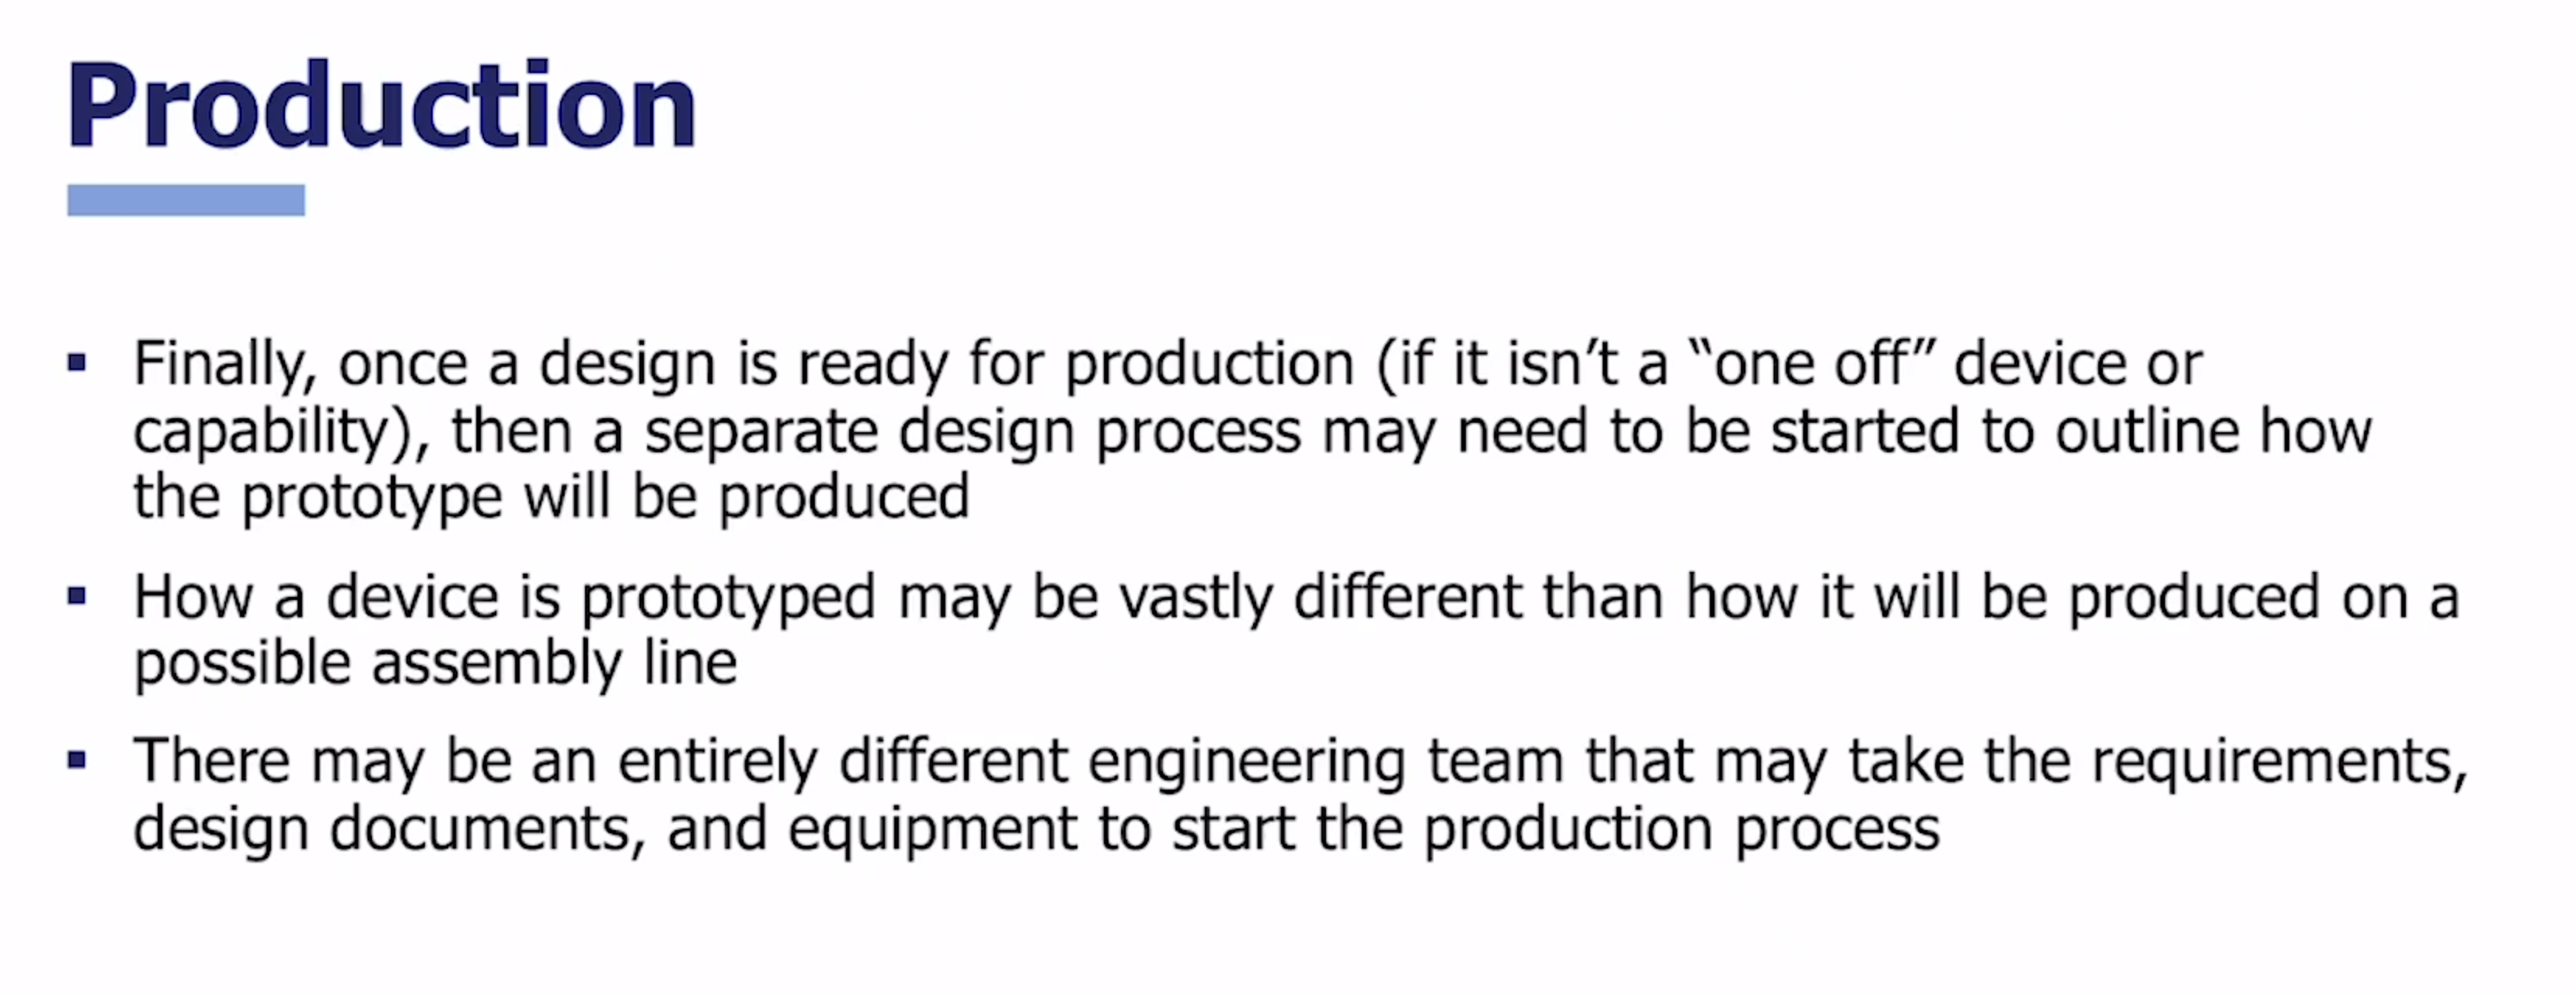 Production
▪ Finally, once a design is ready for production (if it isn’t a “one off” device or
capability), then a separate design process may need to be started to outline how
the prototype will be produced
▪ How a device is prototyped may be vastly different than how it will be produced on a
possible assembly line
▪ There may be an entirely different engineering team that may take the requirements,
design documents, and equipment to start the production process